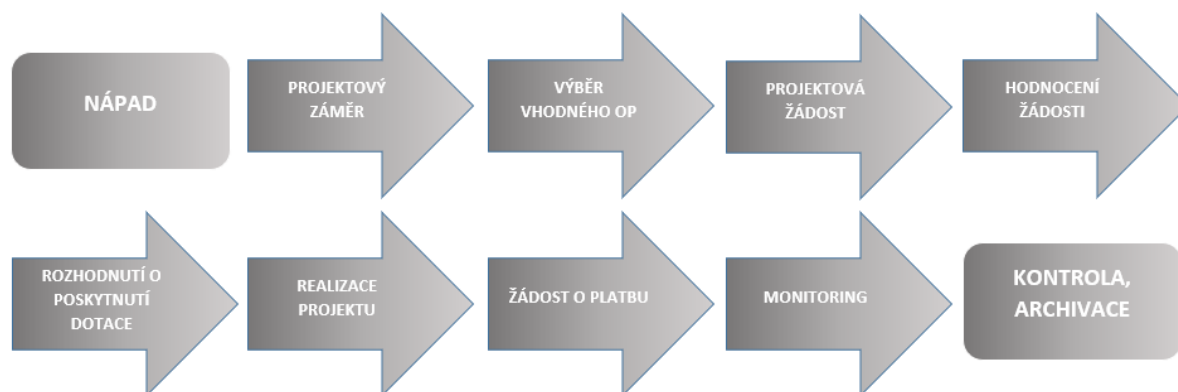 NÁPAD
PROJEKTOVÝ
ZÁMĚR
VÝBĚR
VHODNÉHO OP
PROJEKTOVÁ
ŽÁDOST
HODNOCENÍ
ŽÁDOSTI
ROZHODNUTÍ O
POSKYTNUTÍ
DOTACE
REALIZACE
PROJEKTU
ŽÁDOST O PLATBU
MONITORING
KONTROLA,
ARCHIVACE